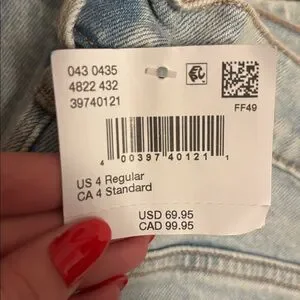 043 0435
4822 432
39740121
FF49
4 00397 40121 1
US 4 Regular
CA 4 Standard
USD 69.95
CAD 99.95